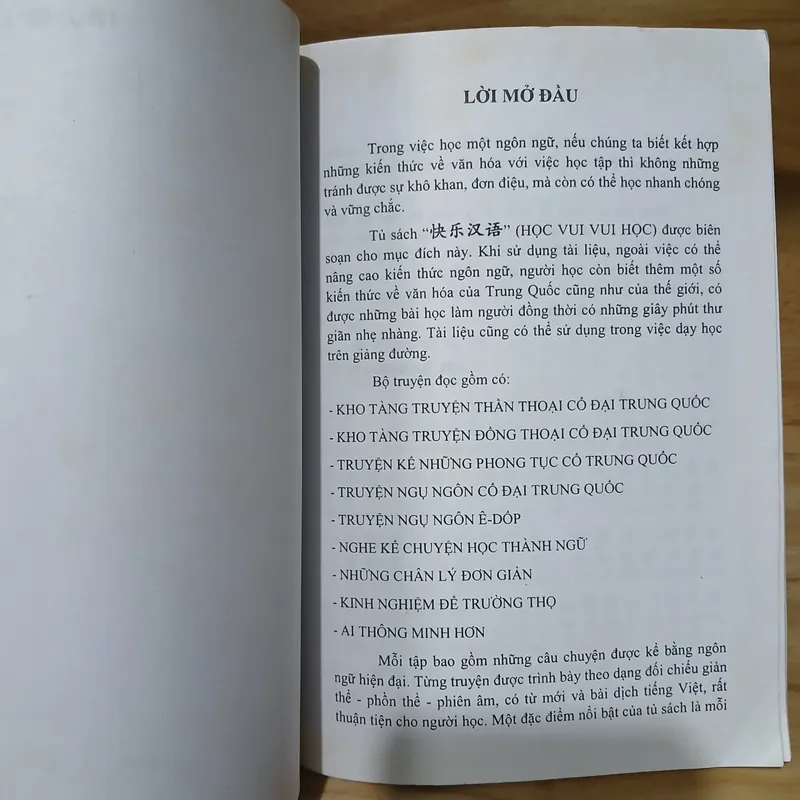 LỜI MỞ ĐẦU
Trong việc học một ngôn ngữ, nếu chúng ta biết kết hợp
những kiến thức về văn hóa với việc học tập thì không những
tránh được sự khô khan, đơn điệu, mà còn có thể học nhanh chóng
và vững chắc.
Tủ sách “快乐汉语” (HỌC VUI VUI HỌC) được biên
soạn cho mục đích này. Khi sử dụng tài liệu, ngoài việc có thể
nâng cao kiến thức ngôn ngữ, người học còn biết thêm một số
kiến thức về văn hóa của Trung Quốc cũng như của thế giới, có
được những bài học làm người đồng thời có những giây phút thư
giãn nhẹ nhàng. Tài liệu cũng có thể sử dụng trong việc dạy học
trên giảng đường.
Bộ truyện đọc gồm có:
- KHO TÀNG TRUYỆN THẦN THOẠI CỔ ĐẠI TRUNG QUỐC
- KHO TÀNG TRUYỆN ĐỒNG THOẠI CỔ ĐẠI TRUNG QUỐC
- TRUYỆN KỂ NHỮNG PHONG TỤC CỔ TRUNG QUỐC
- TRUYỆN NGỤ NGÔN CỔ ĐẠI TRUNG QUỐC
- TRUYỆN NGỤ NGÔN Ê-DÓP
- NGHE KỂ CHUYỆN HỌC THÀNH NGỮ
- NHỮNG CHÂN LÝ ĐƠN GIẢN
- KINH NGHIỆM ĐỂ TRƯỜNG THỌ
- AI THÔNG MINH HƠN
Mỗi tập bao gồm những câu chuyện được kể bằng ngôn
ngữ hiện đại. Từng truyện được trình bày theo dạng đối chiếu giản
thể - phồn thể - phiên âm, có từ mới và bài dịch tiếng Việt, rất
thuận tiện cho người học. Một đặc điểm nổi bật của tủ sách là mỗi